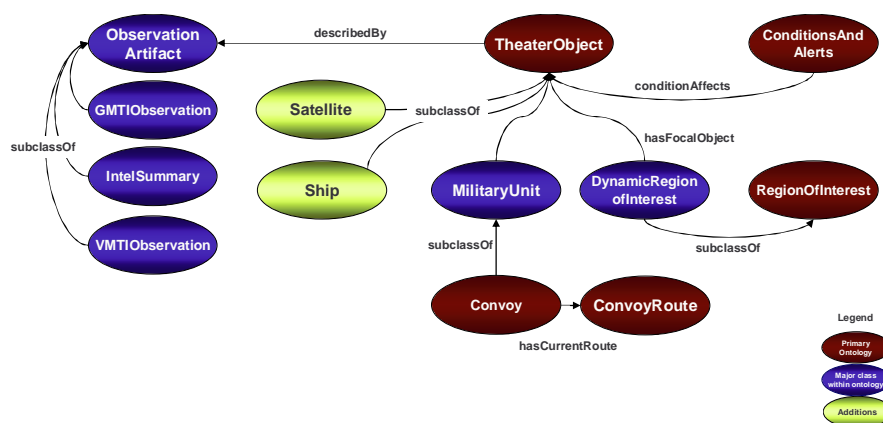 Observation
Artifact
describedBy
TheaterObject
ConditionsAnd
Alerts
GMTIObservation
Satellite
subclassOf
conditionAffects
subclassOf
hasFocalObject
IntelSummary
Ship
MilitaryUnit
DynamicRegion
ofInterest
RegionOfInterest
VMTIObservation
subclassOf
subclassOf
Convoy
ConvoyRoute
hasCurrentRoute
Legend
Primary
Ontology
Major class
within ontology
Additions